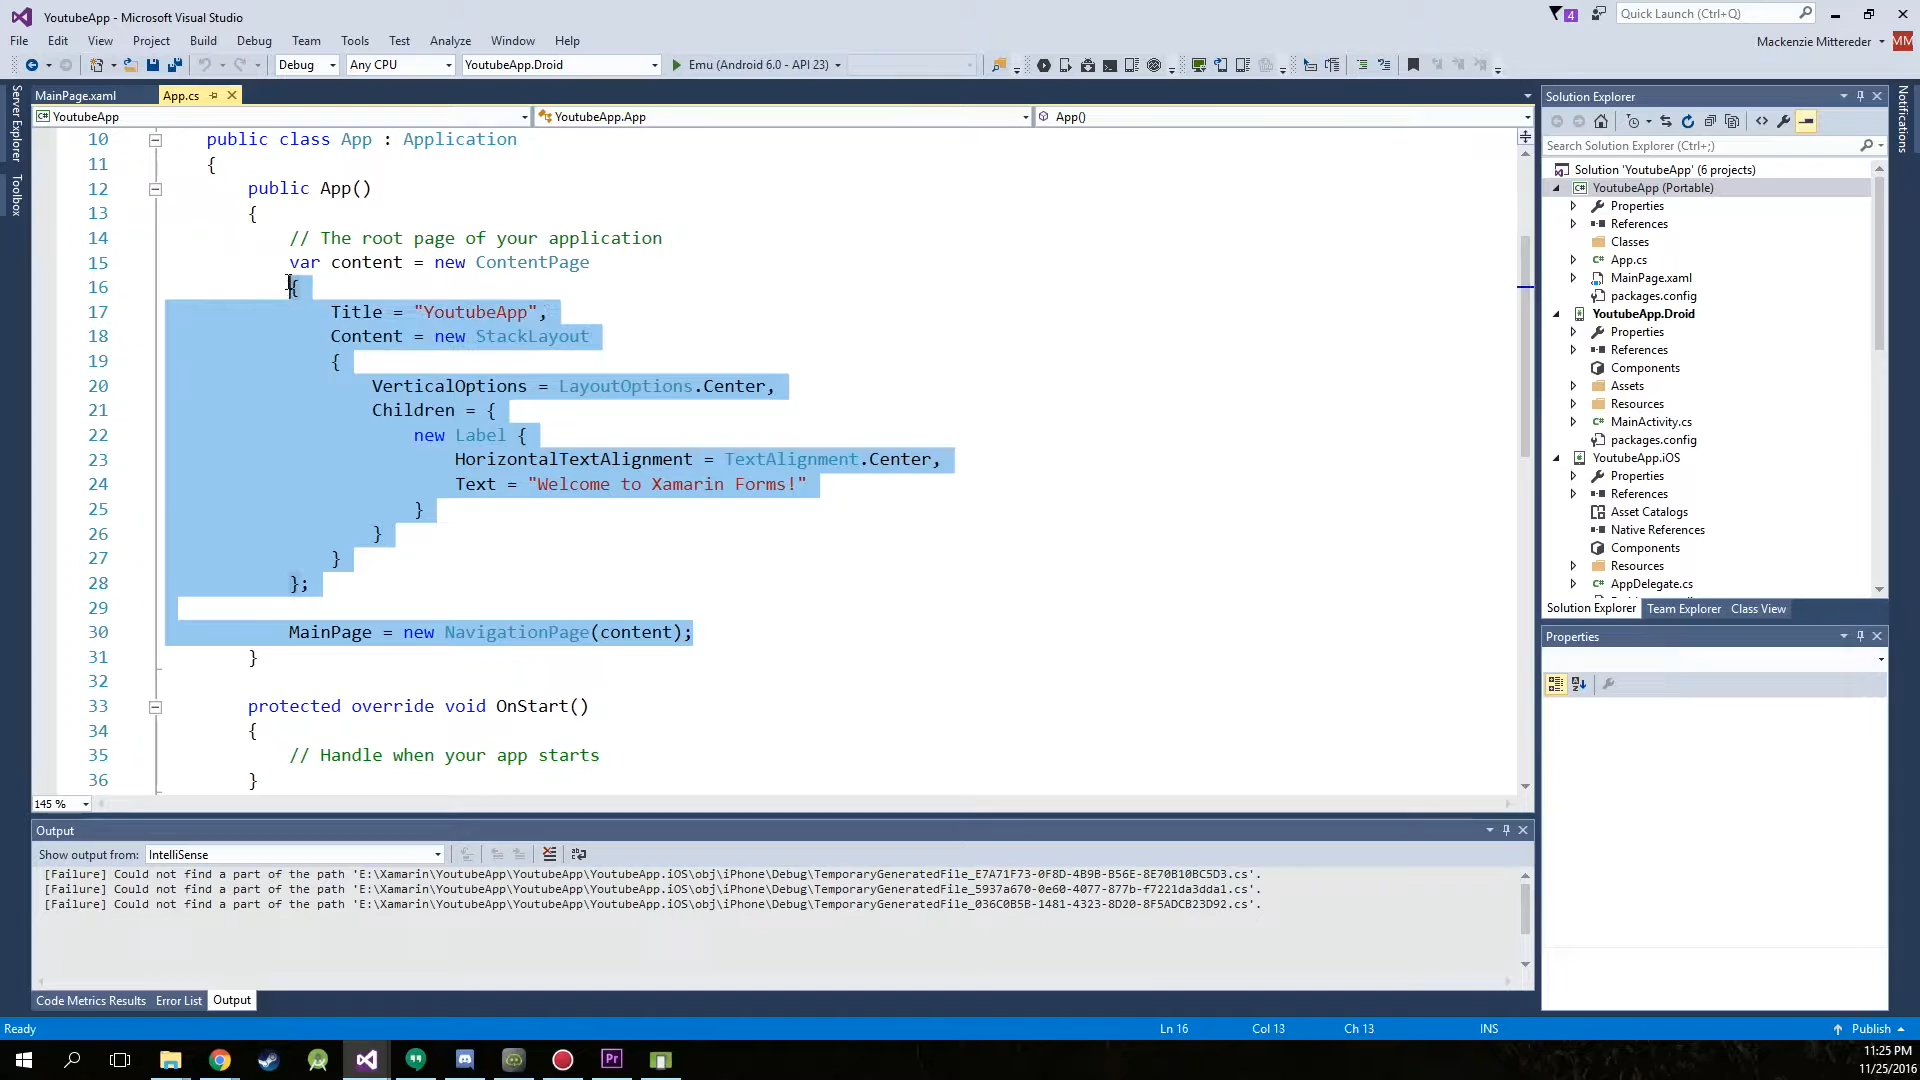 YoutubeApp - Microsoft Visual Studio
4
Quick Launch (Ctrl+Q)
File Edit View Project Build Debug Team Tools Test Analyze Window Help
Mackenzie Mittereder
MM
Debug Any CPU YoutubeApp.Droid Emu (Android 6.0 - API 23)
Server Explorer
Toolbox
MainPage.xaml App.cs
YoutubeApp YoutubeApp.App App()
10 public class App : Application
11 {
12 public App()
13 {
14 // The root page of your application
15 var content = new ContentPage
16 {
17 Title = "YoutubeApp",
18 Content = new StackLayout
19 {
20 VerticalOptions = LayoutOptions.Center,
21 Children = {
22 new Label {
23 HorizontalTextAlignment = TextAlignment.Center,
24 Text = "Welcome to Xamarin Forms!"
25 }
26 }
27 }
28 };
29
30 MainPage = new NavigationPage(content);
31 }
32
33 protected override void OnStart()
34 {
35 // Handle when your app starts
36 }
145 %
Output
Show output from: IntelliSense
[Failure] Could not find a part of the path 'E:\Xamarin\YoutubeApp\YoutubeApp\YoutubeApp.iOS\obj\iPhone\Debug\TemporaryGeneratedFile_E7A71F73-0F8D-4B9B-B56E-8E70B10BC5D3.cs'.
[Failure] Could not find a part of the path 'E:\Xamarin\YoutubeApp\YoutubeApp\YoutubeApp.iOS\obj\iPhone\Debug\TemporaryGeneratedFile_5937a670-0e60-4077-877b-f7221da3dda1.cs'.
[Failure] Could not find a part of the path 'E:\Xamarin\YoutubeApp\YoutubeApp\YoutubeApp.iOS\obj\iPhone\Debug\TemporaryGeneratedFile_036C0B5B-1481-4323-8D20-8F5ADCB23D92.cs'.
Code Metrics Results Error List Output
Solution Explorer
Search Solution Explorer (Ctrl+;)
Solution 'YoutubeApp' (6 projects)
YoutubeApp (Portable)
Properties
References
Classes
App.cs
MainPage.xaml
packages.config
YoutubeApp.Droid
Properties
References
Components
Assets
Resources
MainActivity.cs
packages.config
YoutubeApp.iOS
Properties
References
Asset Catalogs
Native References
Components
Resources
AppDelegate.cs
Solution Explorer Team Explorer Class View
Properties
Notifications
Ready Ln 16 Col 13 Ch 13 INS Publish
Pr
11:25 PM
11/25/2016